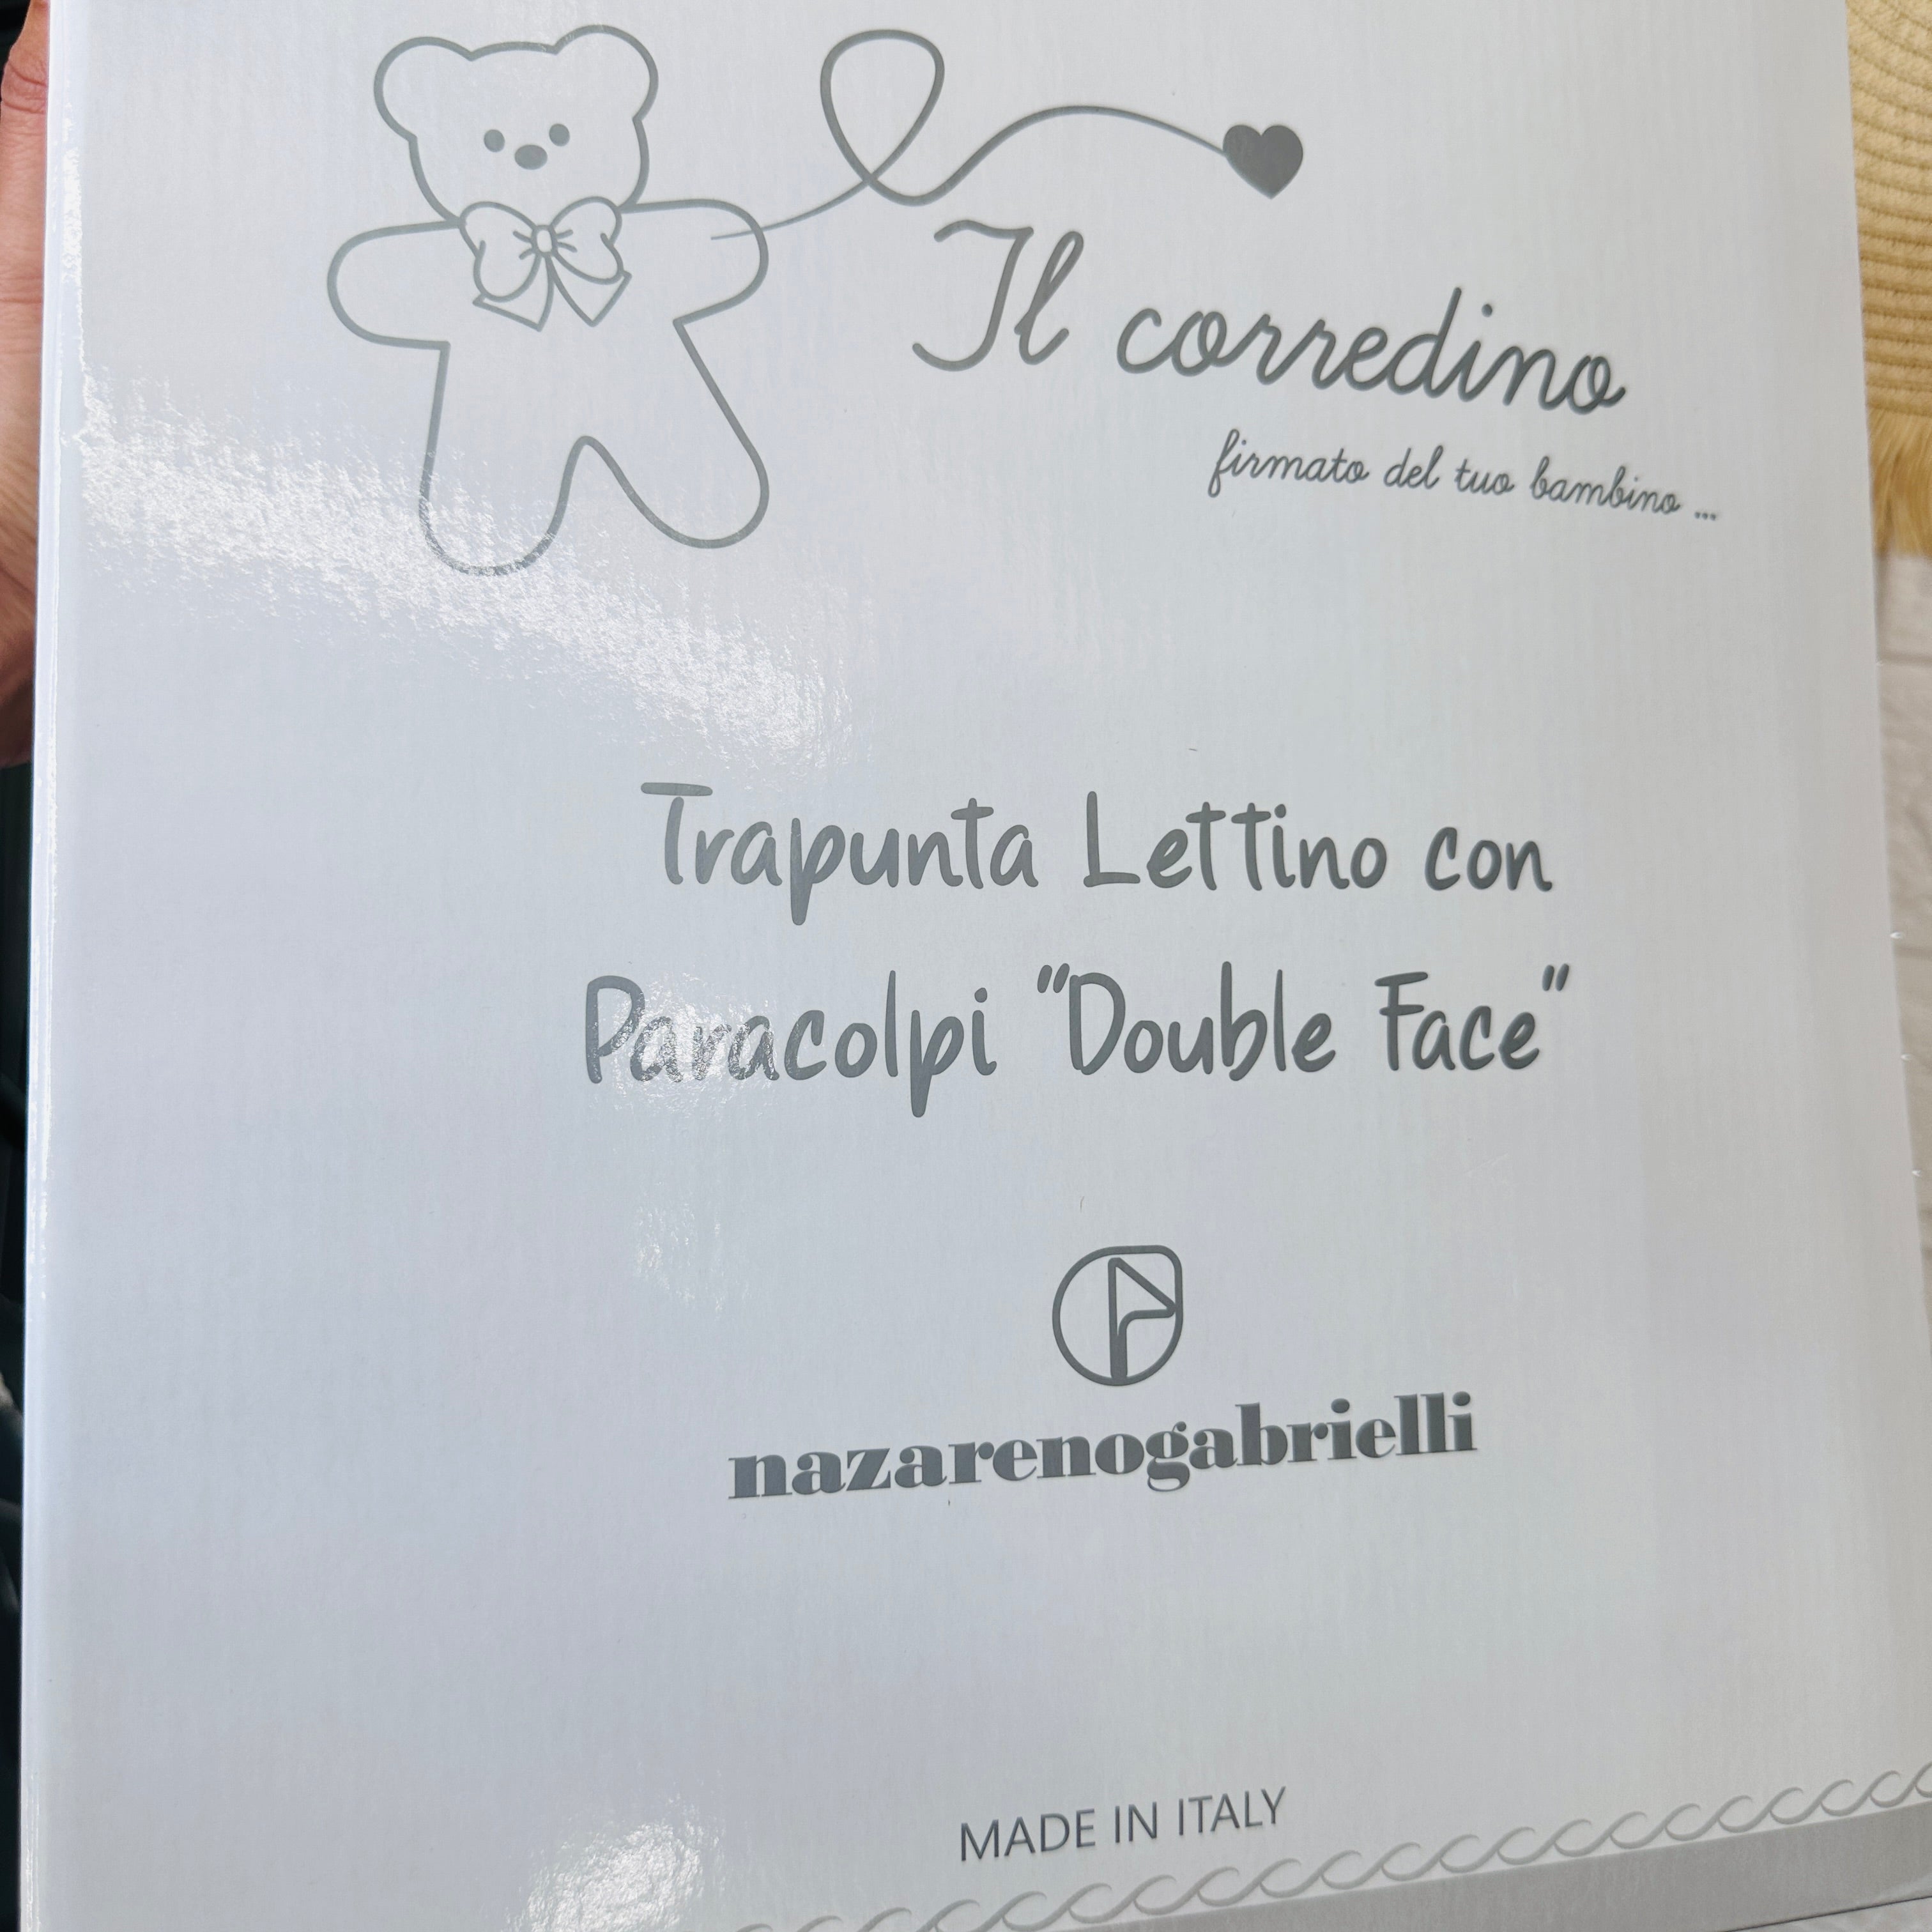 Il corredino
firmato del tuo bambino ...
Trapunta Lettino con
Paracolpi "Double Face"
nazarenogabrielli
MADE IN ITALY